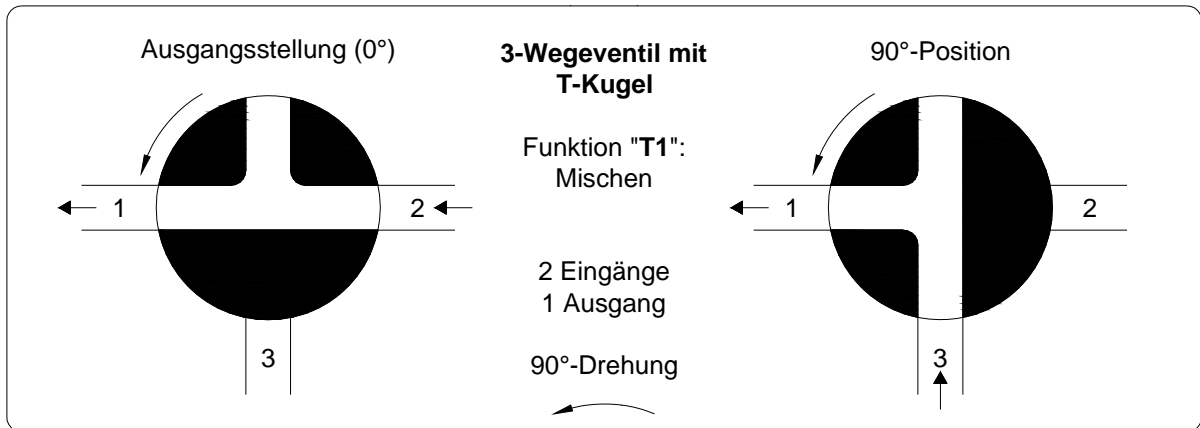 Ausgangsstellung (0°)
1
2
3
3-Wegeventil mit
T-Kugel
Funktion "T1":
Mischen
2 Eingänge
1 Ausgang
90°-Drehung
90°-Position
1
2
3